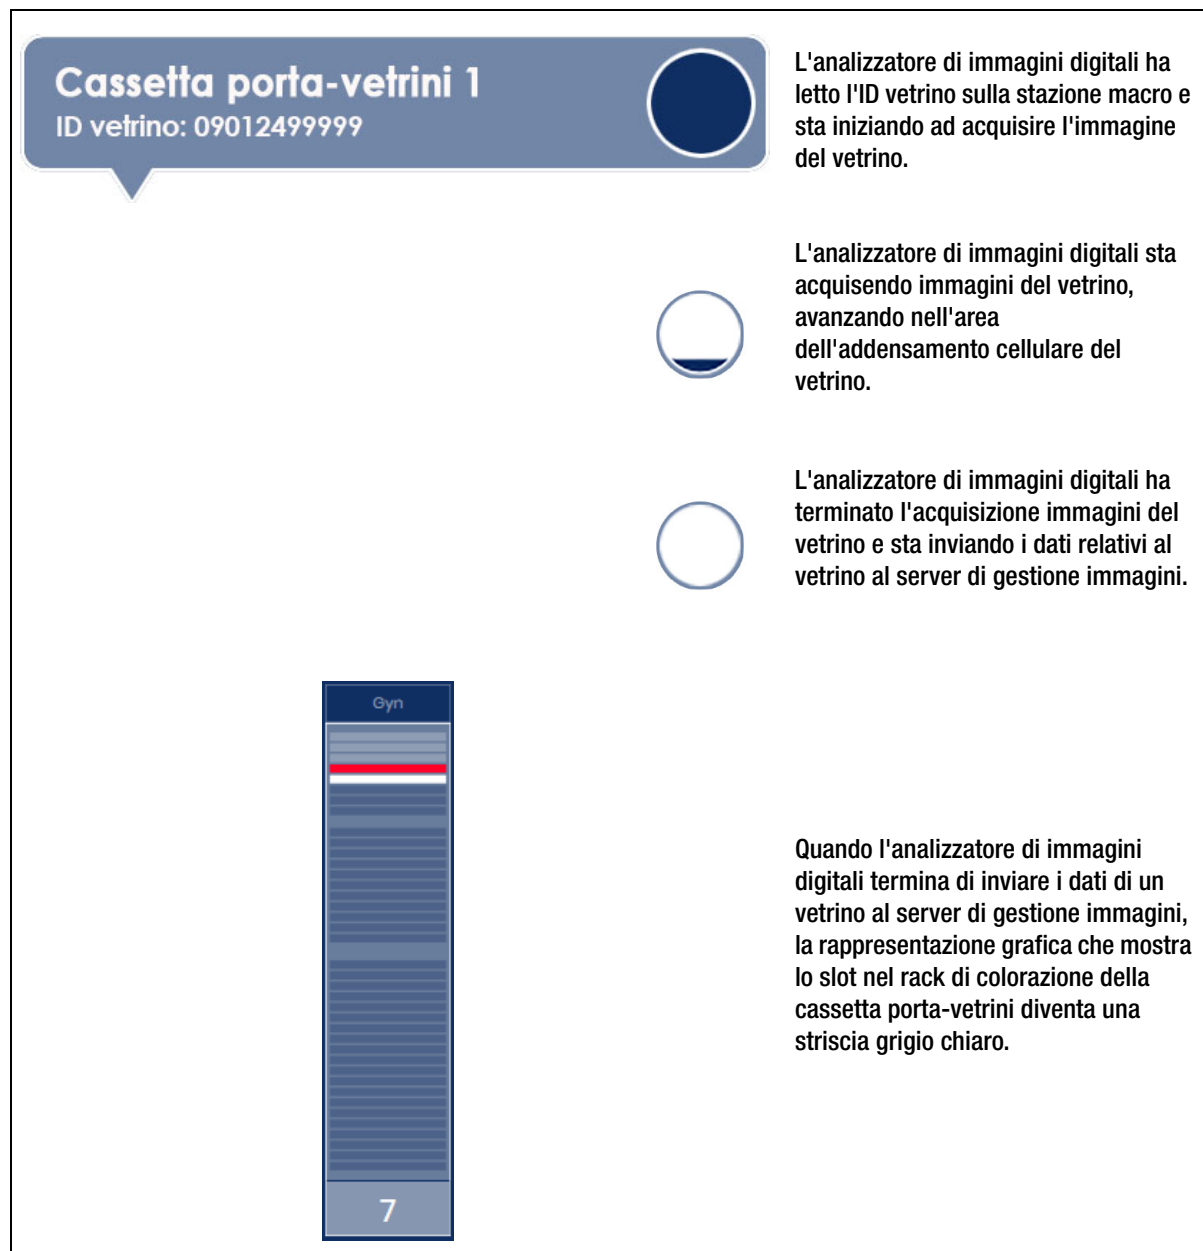 Cassetta porta-vetrini 1
ID vetrino: 09012499999
L'analizzatore di immagini digitali ha
letto l'ID vetrino sulla stazione macro e
sta iniziando ad acquisire l'immagine
del vetrino.
L'analizzatore di immagini digitali sta
acquisendo immagini del vetrino,
avanzando nell'area
dell'addensamento cellulare del
vetrino.
L'analizzatore di immagini digitali ha
terminato l'acquisizione immagini del
vetrino e sta inviando i dati relativi al
vetrino al server di gestione immagini.
Gyn
Quando l'analizzatore di immagini
digitali termina di inviare i dati di un
vetrino al server di gestione immagini,
la rappresentazione grafica che mostra
lo slot nel rack di colorazione della
cassetta porta-vetrini diventa una
striscia grigio chiaro.
7